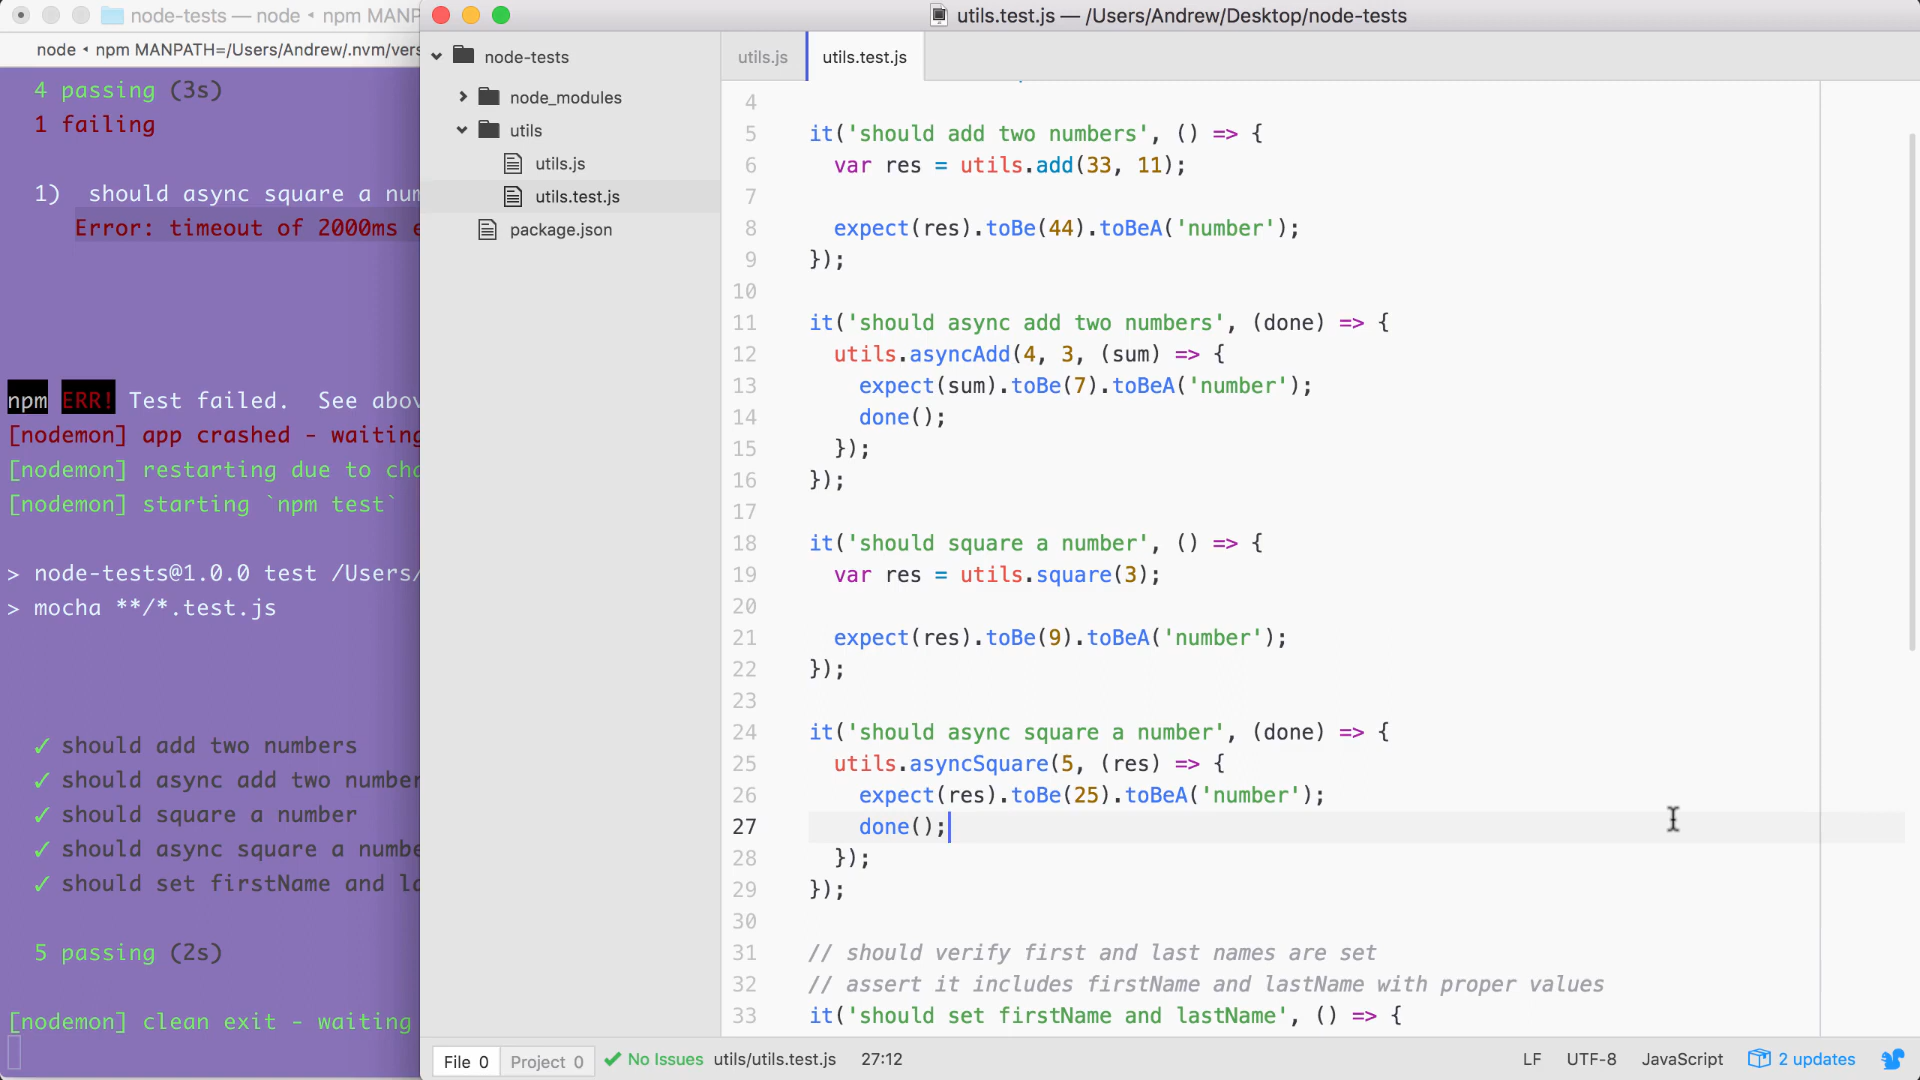 node-tests — node ◂ npm MANP
node ◂ npm MANPATH=/Users/Andrew/.nvm/vers
4 passing (3s)
1 failing
1)  should async square a num
Error: timeout of 2000ms e
npm ERR! Test failed.  See abov
[nodemon] app crashed - waiting
[nodemon] restarting due to cha
[nodemon] starting `npm test`
> node-tests@1.0.0 test /Users/
> mocha **/*.test.js
✓ should add two numbers
✓ should async add two number
✓ should square a number
✓ should async square a numbe
✓ should set firstName and la
5 passing (2s)
[nodemon] clean exit - waiting
utils.test.js — /Users/Andrew/Desktop/node-tests
node-tests
node_modules
utils
utils.js
utils.test.js
package.json
utils.js
utils.test.js
4
5 it('should add two numbers', () => {
6 var res = utils.add(33, 11);
7
8 expect(res).toBe(44).toBeA('number');
9 });
10
11 it('should async add two numbers', (done) => {
12 utils.asyncAdd(4, 3, (sum) => {
13 expect(sum).toBe(7).toBeA('number');
14 done();
15 });
16 });
17
18 it('should square a number', () => {
19 var res = utils.square(3);
20
21 expect(res).toBe(9).toBeA('number');
22 });
23
24 it('should async square a number', (done) => {
25 utils.asyncSquare(5, (res) => {
26 expect(res).toBe(25).toBeA('number');
27 done();
28 });
29 });
30
31 // should verify first and last names are set
32 // assert it includes firstName and lastName with proper values
33 it('should set firstName and lastName', () => {
File 0 Project 0 ✓ No Issues utils/utils.test.js 27:12 LF UTF-8 JavaScript 2 updates